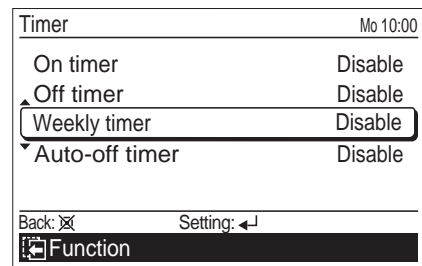 Timer Mo 10:00
On timer Disable
Off timer Disable
Weekly timer Disable
Auto-off timer Disable
Back: Setting:
Function